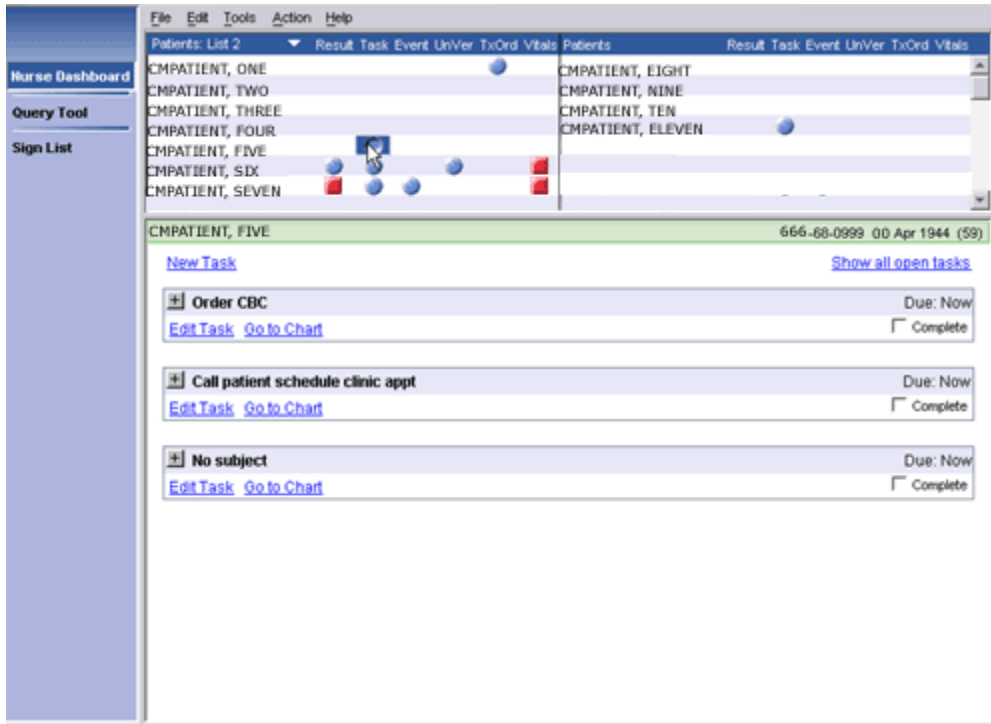 File Edit Tools Action Help
Patients: List 2 Result Task Event UnVer TxOrd Vitals Patients Result Task Event UnVer TxOrd Vitals
Nurse Dashboard
Query Tool
Sign List
CMPATIENT, ONE
CMPATIENT, TWO
CMPATIENT, THREE
CMPATIENT, FOUR
CMPATIENT, FIVE
CMPATIENT, SIX
CMPATIENT, SEVEN
CMPATIENT, EIGHT
CMPATIENT, NINE
CMPATIENT, TEN
CMPATIENT, ELEVEN
CMPATIENT, FIVE 666-68-0999 00 Apr 1944 (59)
New Task Show all open tasks
Order CBC Due: Now
Edit Task Go to Chart Complete
Call patient schedule clinic appt Due: Now
Edit Task Go to Chart Complete
No subject Due: Now
Edit Task Go to Chart Complete